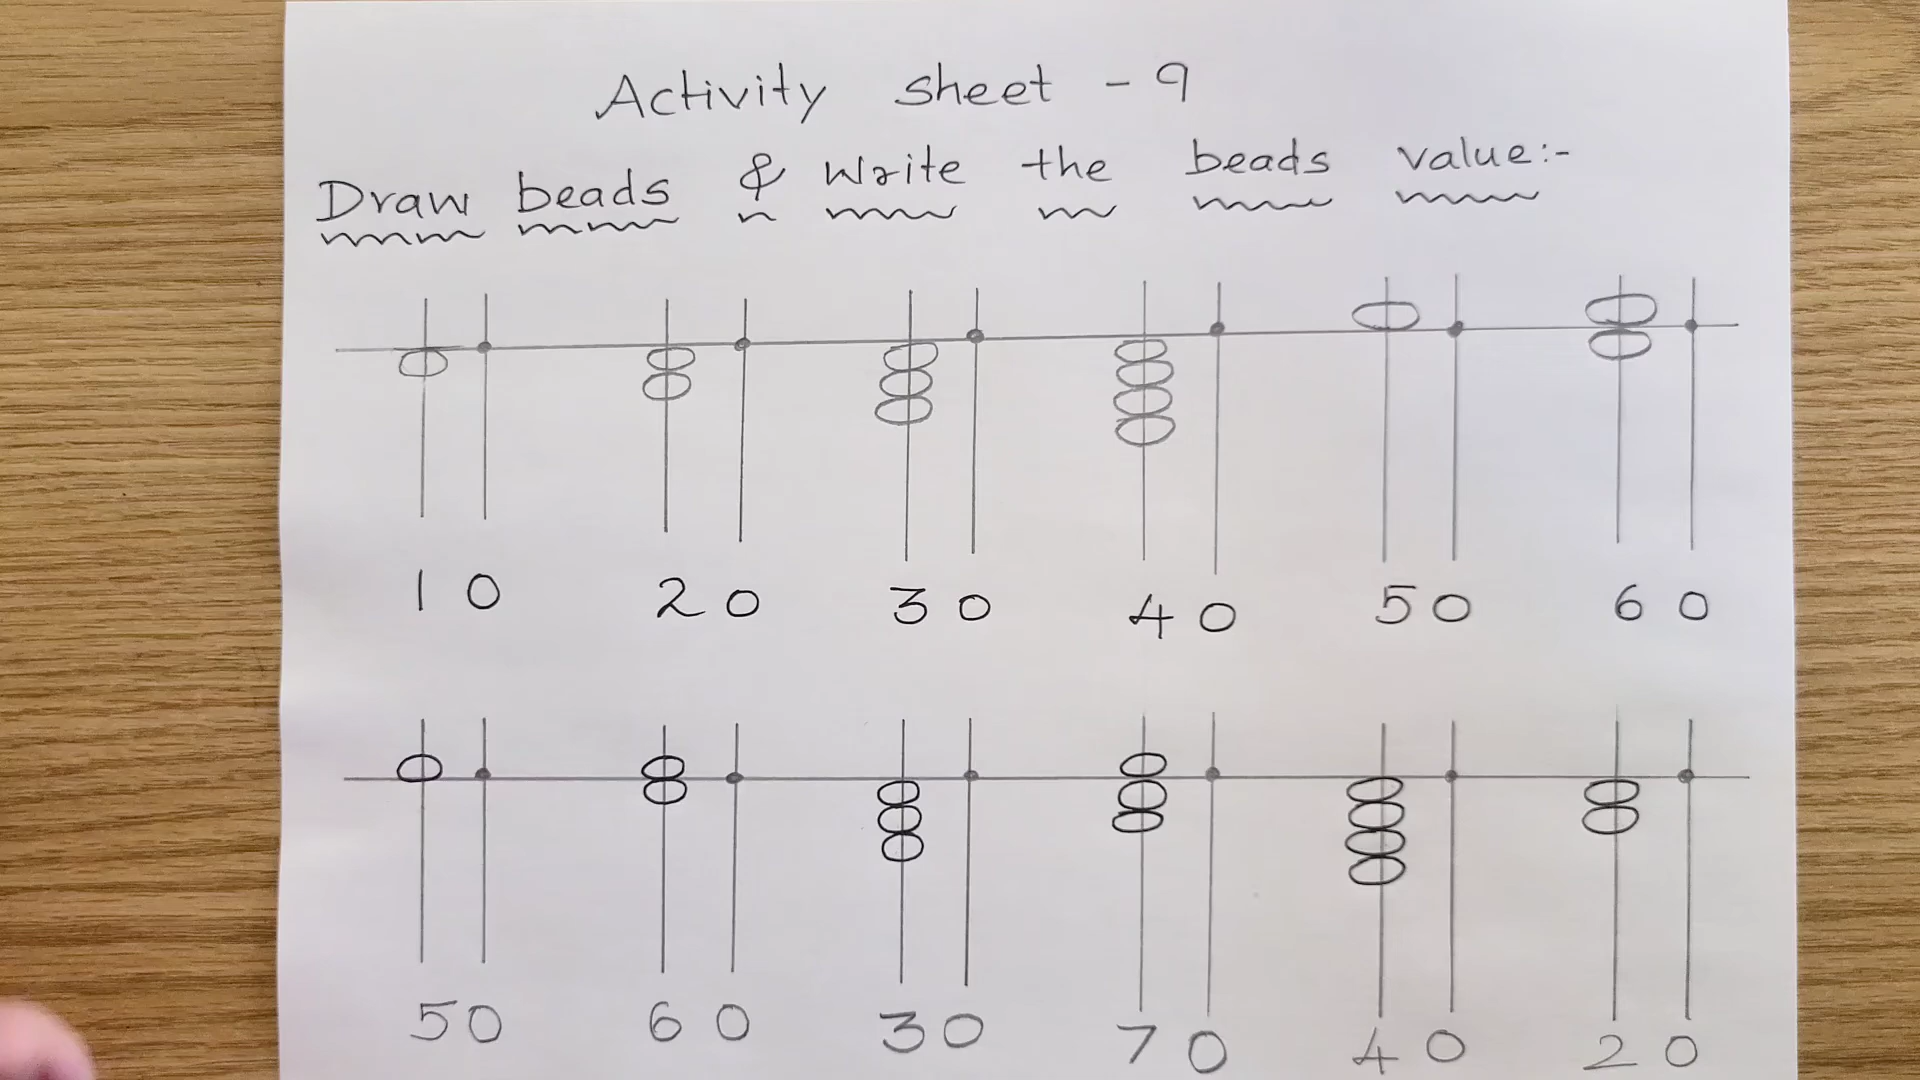 Activity sheet - 9
Draw beads & Write the beads value:-
10 20 30 40 50 60
50 60 30 70 40 20